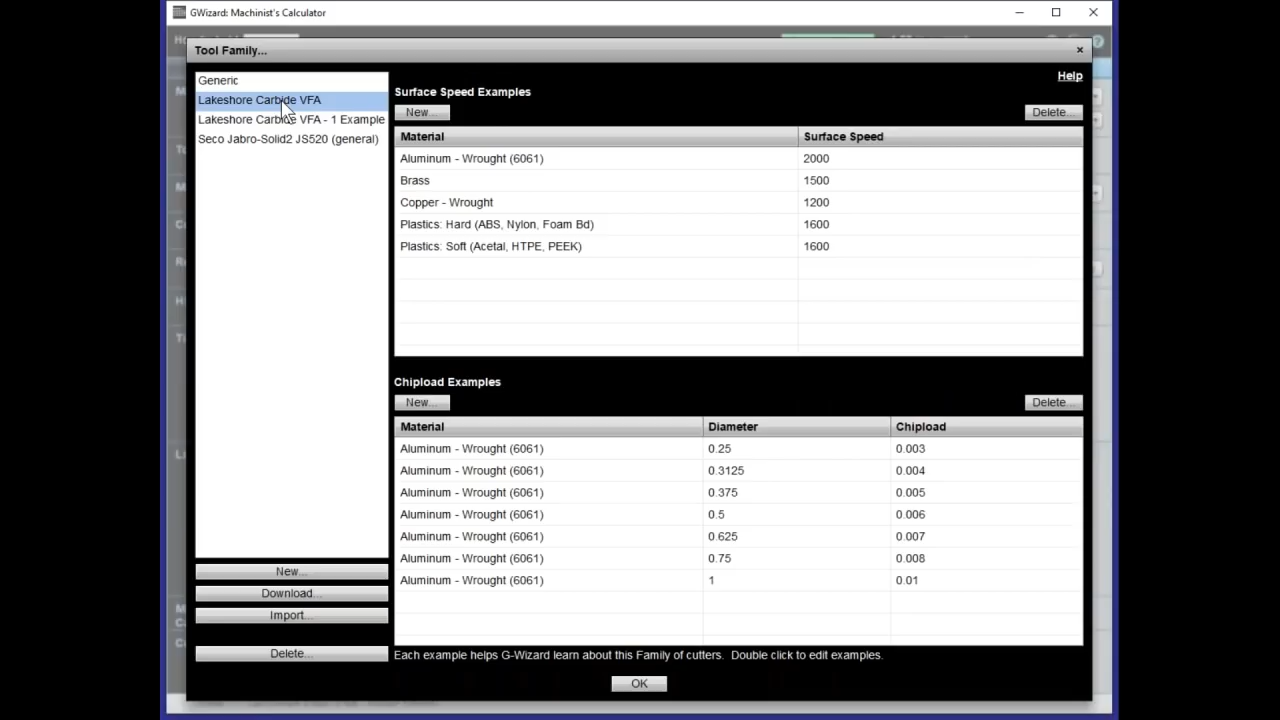 GWizard: Machinist's Calculator
Tool Family...
Help
Generic
Lakeshore Carbide VFA
Lakeshore Carbide VFA - 1 Example
Seco Jabro-Solid2 JS520 (general)
New...
Download...
Import...
Delete...
Surface Speed Examples
New... Delete...
Material Surface Speed
Aluminum - Wrought (6061) 2000
Brass 1500
Copper - Wrought 1200
Plastics: Hard (ABS, Nylon, Foam Bd) 1600
Plastics: Soft (Acetal, HTPE, PEEK) 1600
Chipload Examples
New... Delete...
Material Diameter Chipload
Aluminum - Wrought (6061) 0.25 0.003
Aluminum - Wrought (6061) 0.3125 0.004
Aluminum - Wrought (6061) 0.375 0.005
Aluminum - Wrought (6061) 0.5 0.006
Aluminum - Wrought (6061) 0.625 0.007
Aluminum - Wrought (6061) 0.75 0.008
Aluminum - Wrought (6061) 1 0.01
Each example helps G-Wizard learn about this Family of cutters. Double click to edit examples.
OK